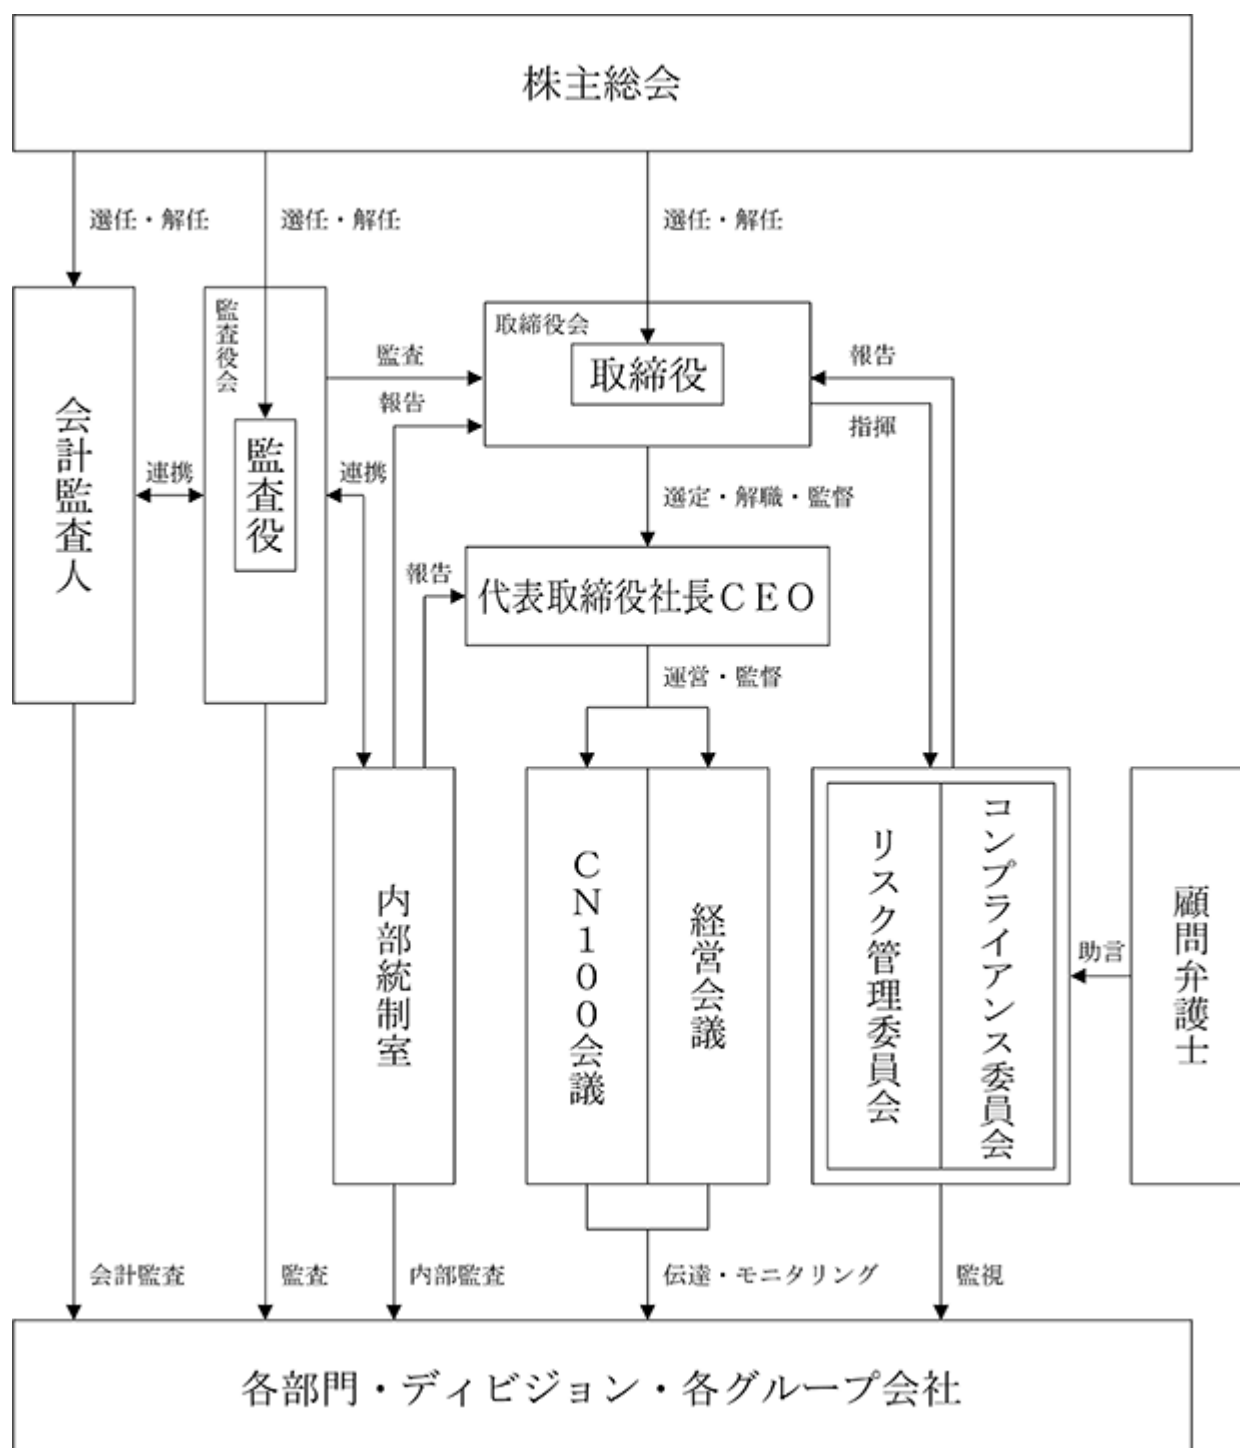 株主総会
選任・解任
選任・解任
選任・解任
監査役会
取締役会
取締役
監査
報告
報告
指揮
会計監査人
連携
監査役
連携
選定・解職・監督
報告
代表取締役社長ＣＥＯ
運営・監督
内部統制室
ＣＮ１００会議
経営会議
リスク管理委員会
コンプライアンス委員会
助言
顧問弁護士
会計監査
監査
内部監査
伝達・モニタリング
監視
各部門・ディビジョン・各グループ会社